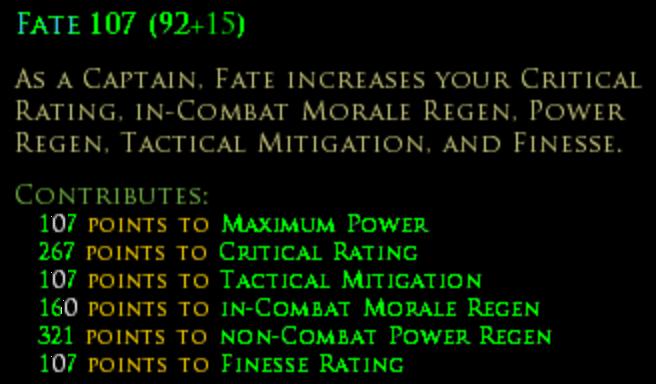 Fate 107 (92+15)
As a Captain, Fate increases your Critical
Rating, in-Combat Morale Regen, Power
Regen, Tactical Mitigation, and Finesse.
Contributes:
107 points to Maximum Power
267 points to Critical Rating
107 points to Tactical Mitigation
160 points to in-Combat Morale Regen
321 points to non-Combat Power Regen
107 points to Finesse Rating